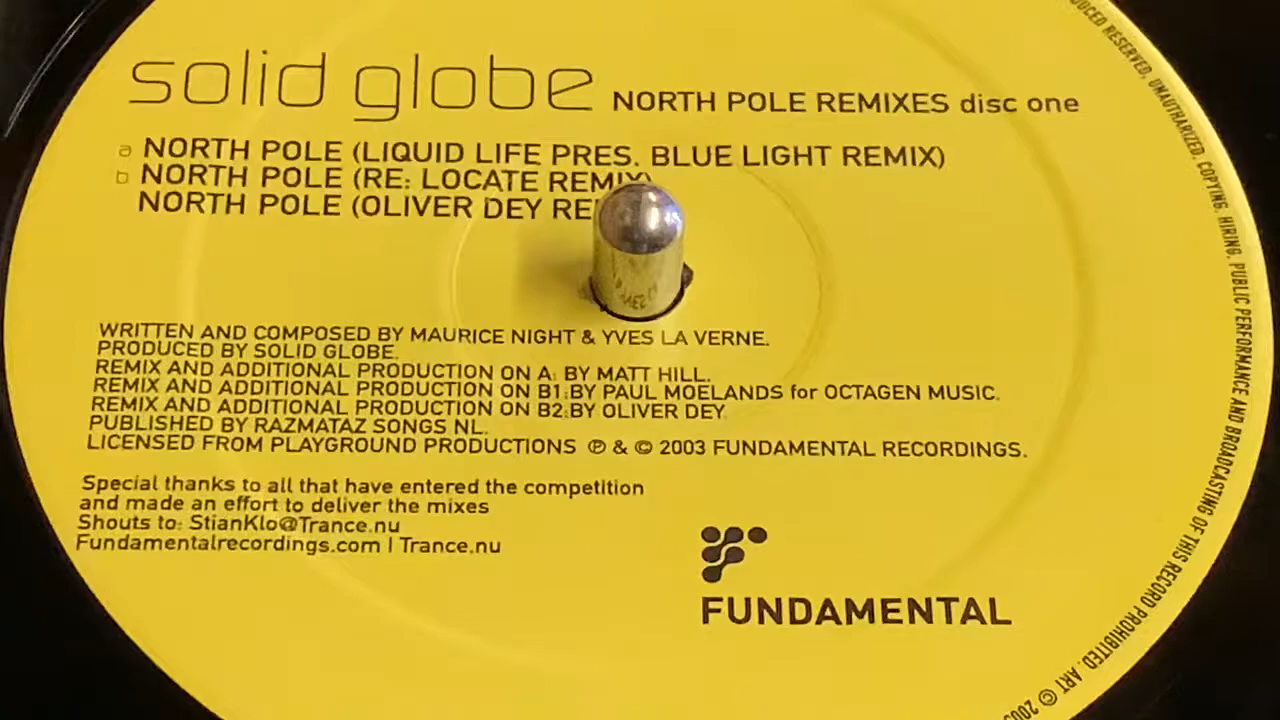 solid globe NORTH POLE REMIXES disc one
a NORTH POLE (LIQUID LIFE PRES. BLUE LIGHT REMIX)
b NORTH POLE (RE: LOCATE REMIX)
NORTH POLE (OLIVER DEY RE
WRITTEN AND COMPOSED BY MAURICE NIGHT & YVES LA VERNE.
PRODUCED BY SOLID GLOBE.
REMIX AND ADDITIONAL PRODUCTION ON A: BY MATT HILL.
REMIX AND ADDITIONAL PRODUCTION ON B1:BY PAUL MOELANDS for OCTAGEN MUSIC.
REMIX AND ADDITIONAL PRODUCTION ON B2:BY OLIVER DEY
PUBLISHED BY RAZMATAZ SONGS NL.
LICENSED FROM PLAYGROUND PRODUCTIONS ℗ & © 2003 FUNDAMENTAL RECORDINGS.
Special thanks to all that have entered the competition
and made an effort to deliver the mixes
Shouts to: StianKlo@Trance.nu
Fundamentalrecordings.com | Trance.nu
FUNDAMENTAL
RESERVED, UNAUTHARIZED, COPYING, HIRING, PUBLIC PERFORMANCE AND BROADCASTING OF THIS RECORD PROHIBITED. ART ©